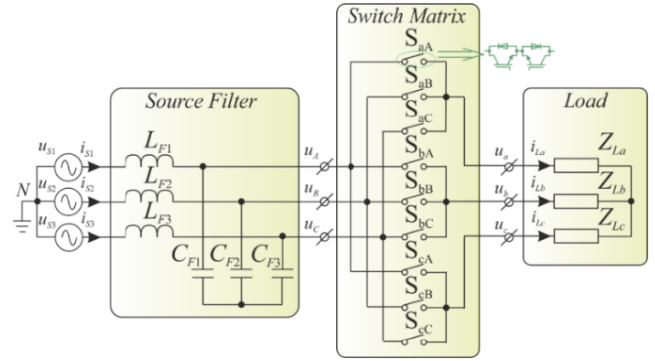 Switch Matrix
Source Filter
Load
S_aA
S_aB
S_aC
S_bA
S_bB
S_bC
S_cA
S_cB
S_cC
N
u_S1 i_S1 L_F1
u_S2 i_S2 L_F2
u_S3 i_S3 L_F3
C_F1 C_F2 C_F3
u_A
u_B
u_C
u_a i_La Z_La
u_b i_Lb Z_Lb
u_c i_Lc Z_Lc